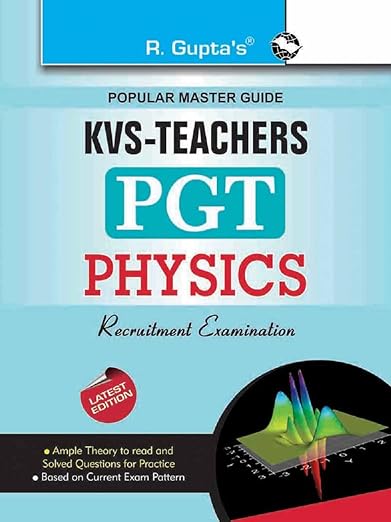 R. Gupta's®
POPULAR MASTER GUIDE
KVS-TEACHERS
PGT
PHYSICS
Recruitment Examination
LATEST
EDITION
• Ample Theory to read and
Solved Questions for Practice
• Based on Current Exam Pattern